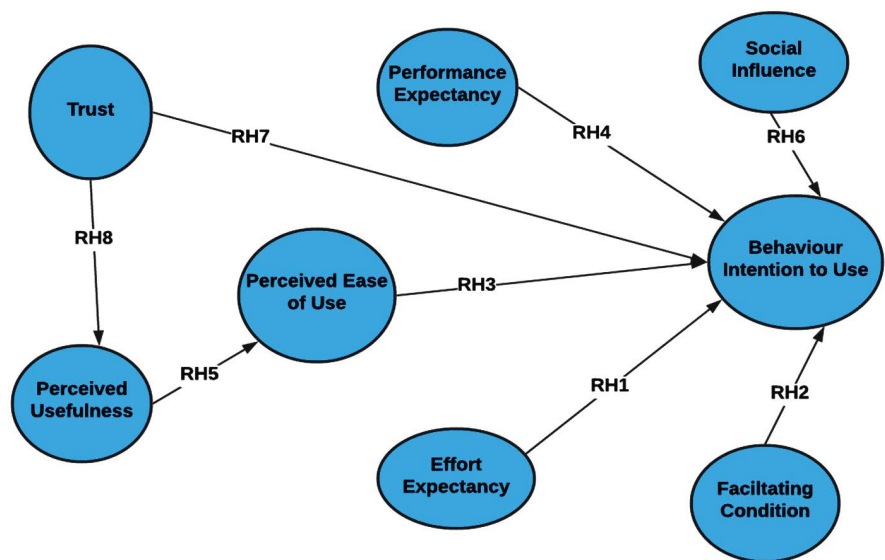 Social
Influence
Performance
Expectancy
Trust
RH4
RH6
RH7
RH8
Behaviour
Intention to Use
Perceived Ease
of Use
RH3
RH5
Perceived
Usefulness
RH1
RH2
Effort
Expectancy
Faciltating
Condition